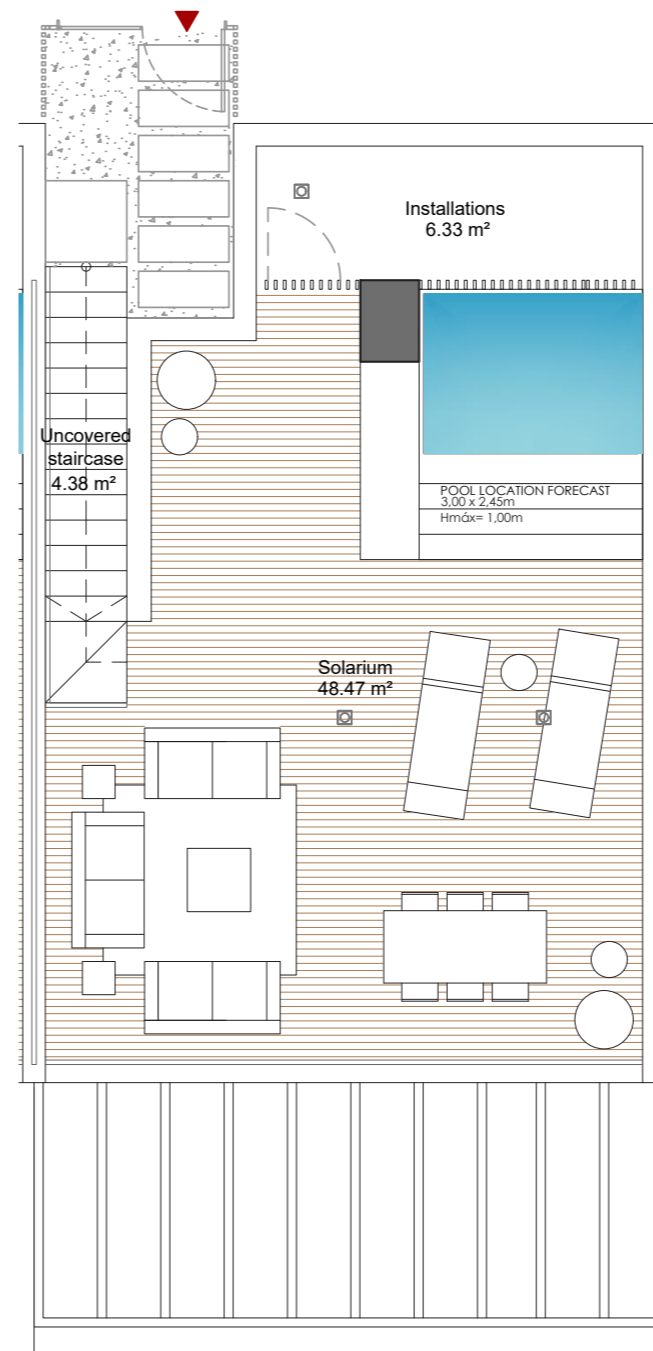 Installations
6.33 m²
Uncovered
staircase
4.38 m²
POOL LOCATION FORECAST
3,00 x 2,45m
Hmáx= 1,00m
Solarium
48.47 m²